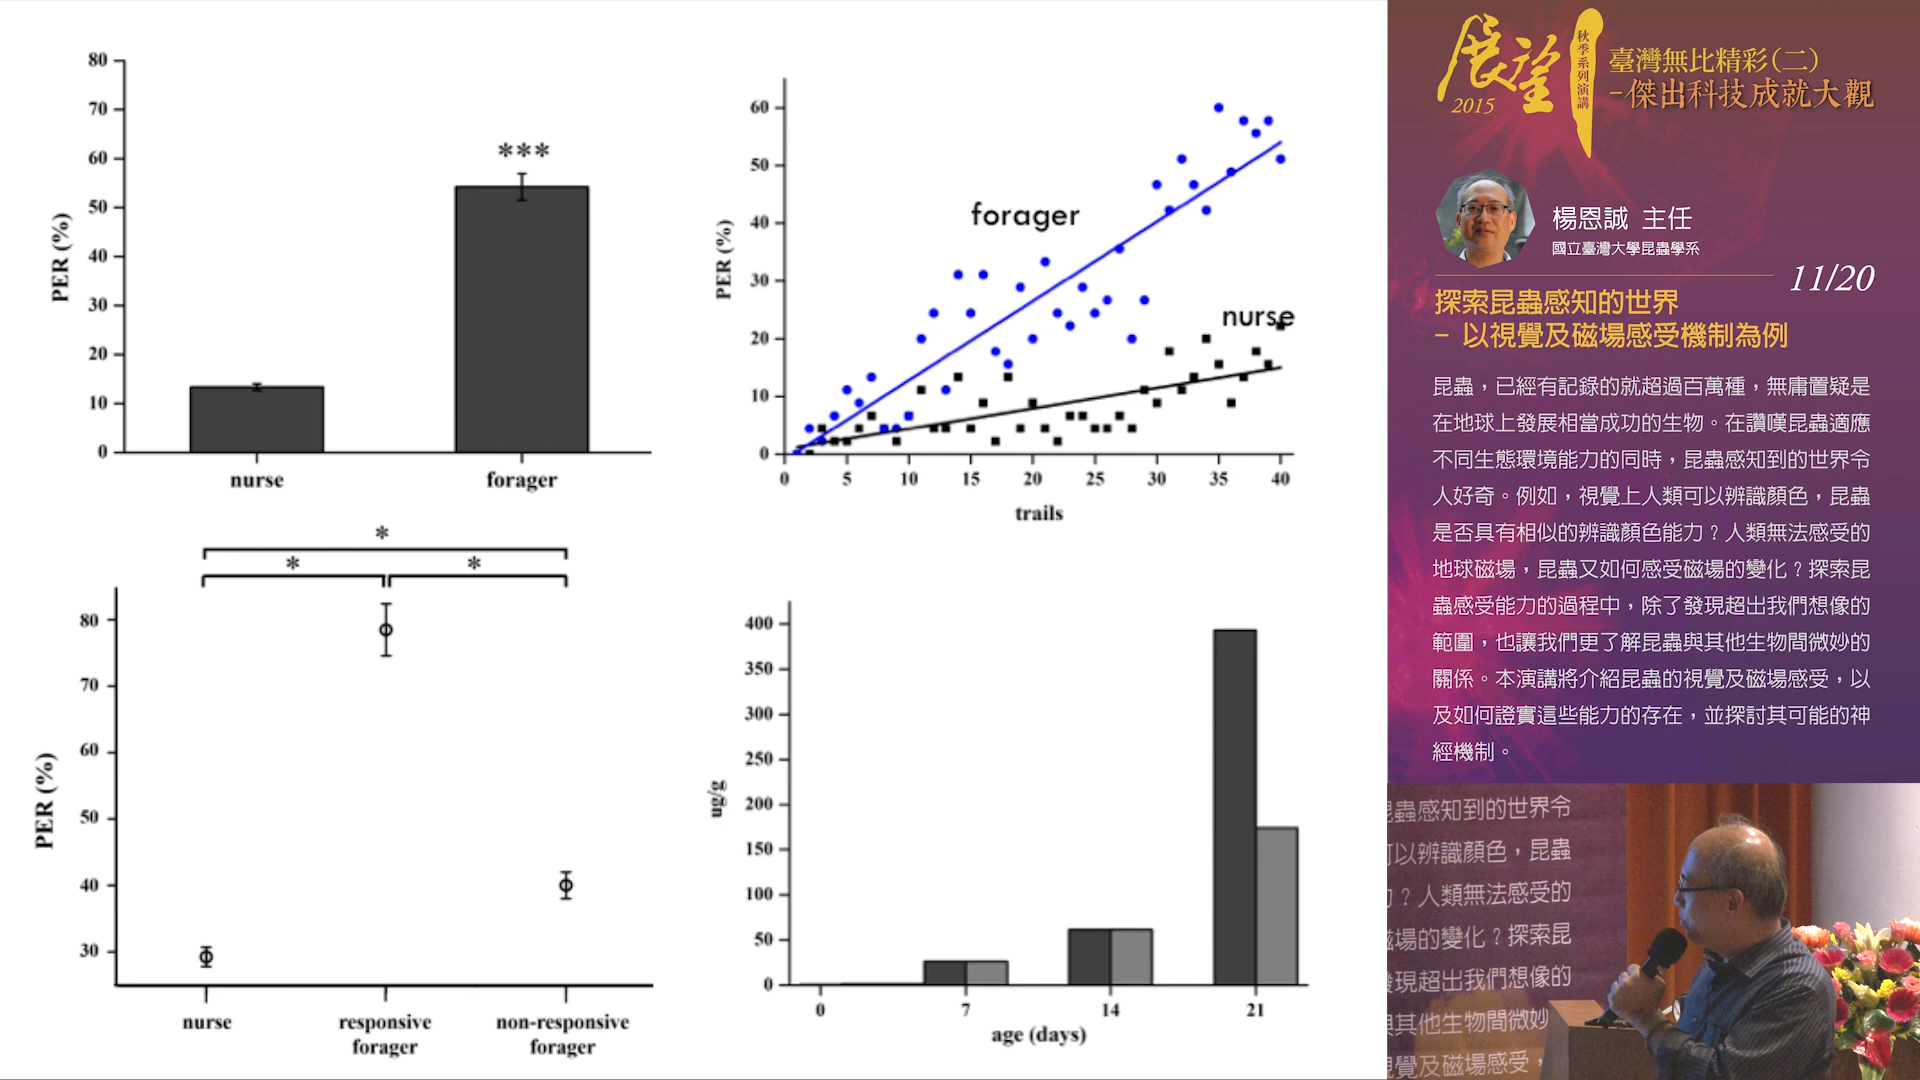 80
70
60
50
40
30
20
10
0
PER (%)
***
nurse
forager
60
50
40
30
20
10
0
PER (%)
forager
nurse
0
5
10
15
20
25
30
35
40
trails
*
*
*
80
70
60
50
40
30
PER (%)
nurse
responsive
forager
non-responsive
forager
400
350
300
250
200
150
100
50
0
ug/g
0
7
14
21
age (days)
展望
2015
秋季系列演講
臺灣無比精彩(二)
-傑出科技成就大觀
楊恩誠 主任
國立臺灣大學昆蟲學系
11/20
探索昆蟲感知的世界
- 以視覺及磁場感受機制為例
昆蟲，已經有記錄的就超過百萬種，無庸置疑是
在地球上發展相當成功的生物。在讚嘆昆蟲適應
不同生態環境能力的同時，昆蟲感知到的世界令
人好奇。例如，視覺上人類可以辨識顏色，昆蟲
是否具有相似的辨識顏色能力？人類無法感受的
地球磁場，昆蟲又如何感受磁場的變化？探索昆
蟲感受能力的過程中，除了發現超出我們想像的
範圍，也讓我們更了解昆蟲與其他生物間微妙的
關係。本演講將介紹昆蟲的視覺及磁場感受，以
及如何證實這些能力的存在，並探討其可能的神
經機制。
昆蟲感知到的世界令
可以辨識顏色，昆蟲
？人類無法感受的
磁場的變化？探索昆
發現超出我們想像的
與其他生物間微妙
視覺及磁場感受，